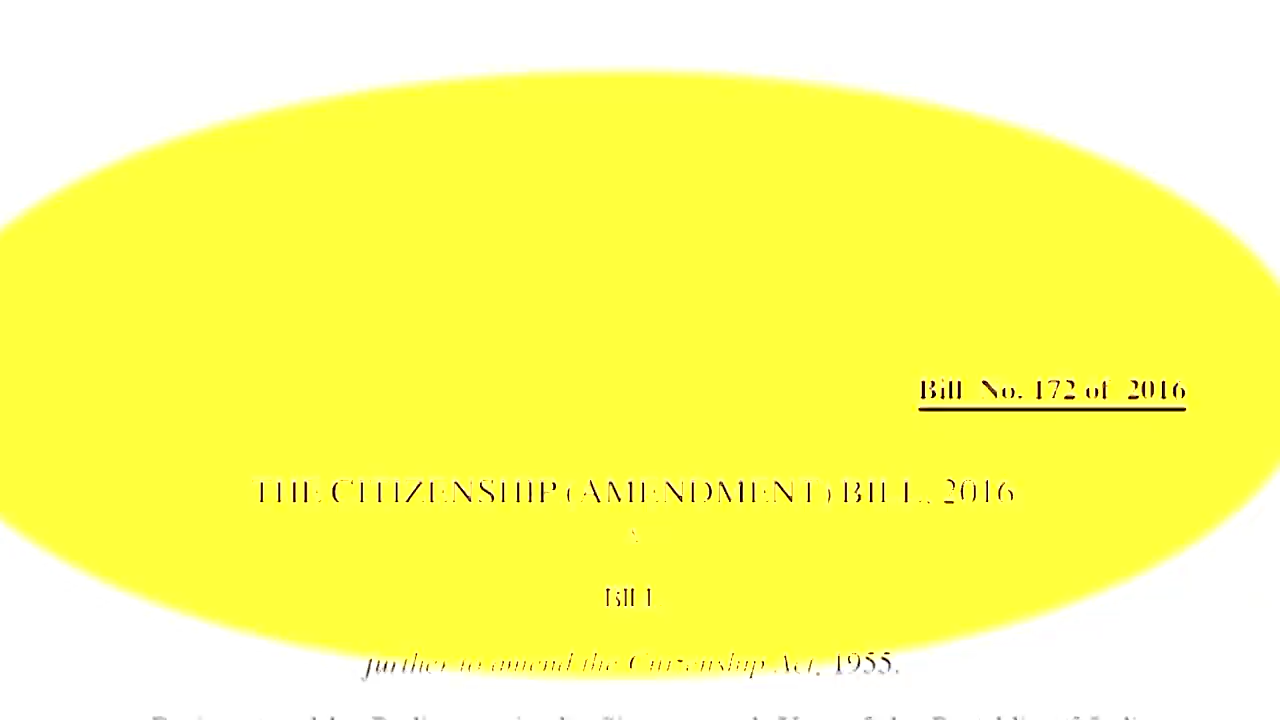 Bill No. 172 of 2016
THE CITIZENSHIP (AMENDMENT) BILL, 2016
A
BILL
further to amend the Citizenship Act, 1955.